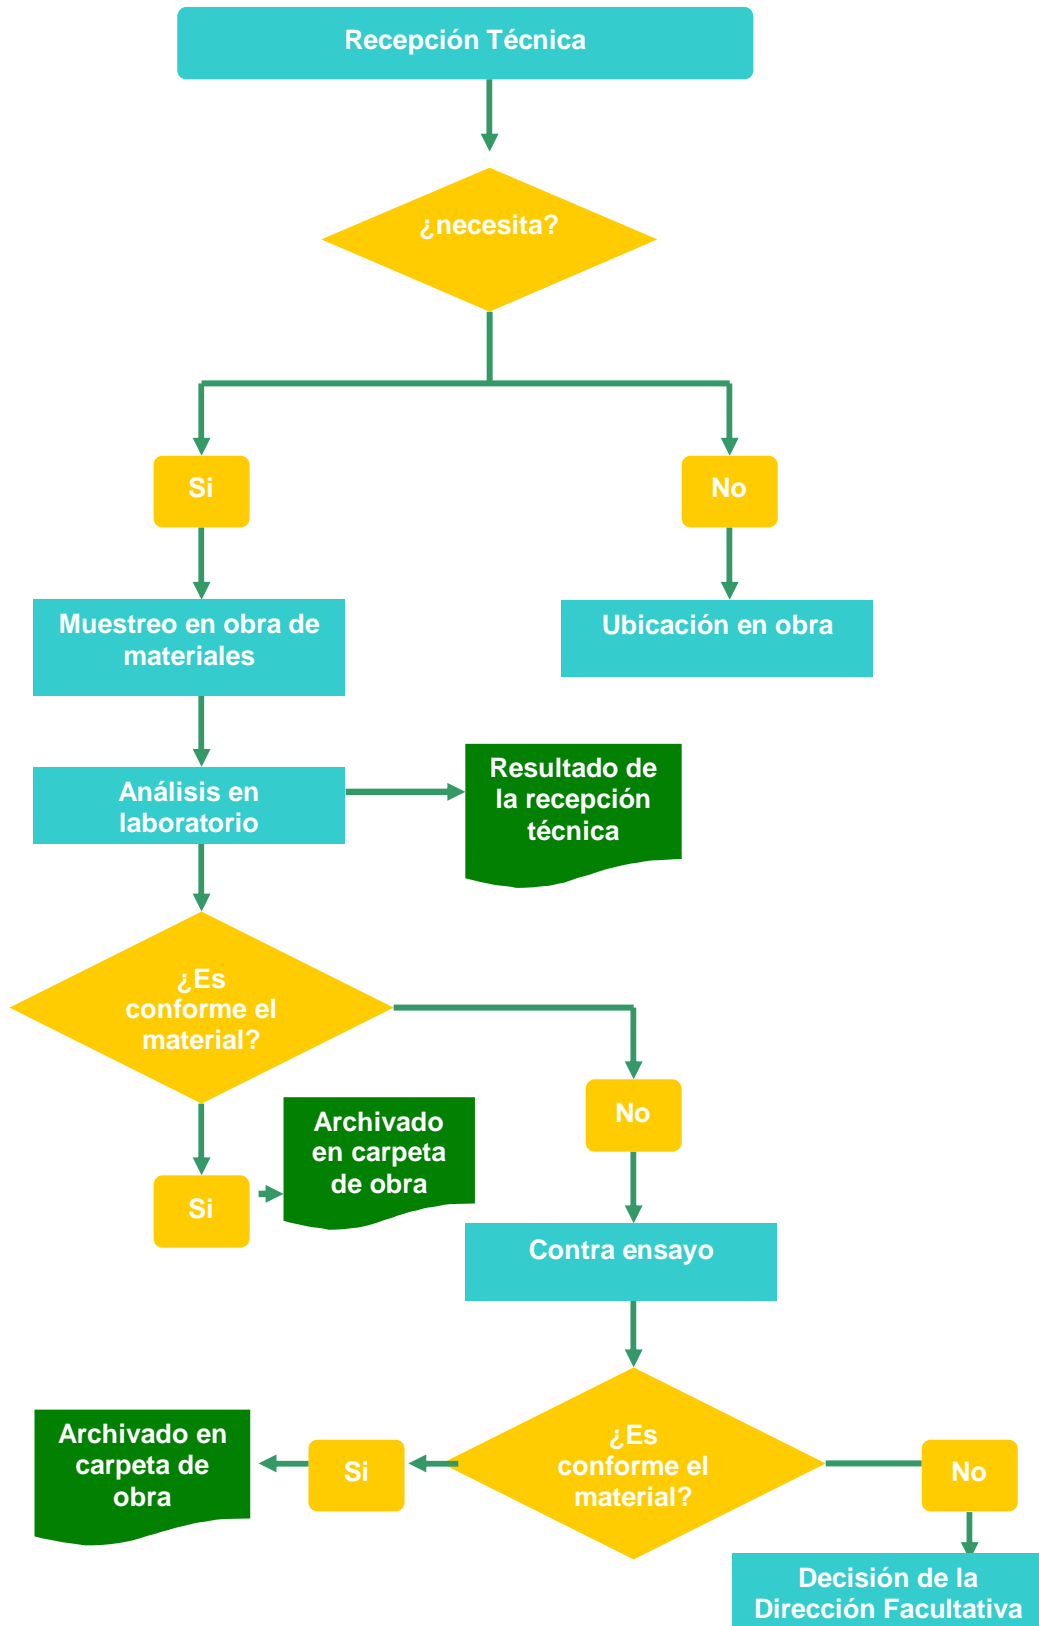 Recepción Técnica
¿necesita?
Si
No
Muestreo en obra de
materiales
Ubicación en obra
Análisis en
laboratorio
Resultado de
la recepción
técnica
¿Es
conforme el
material?
No
Archivado
en carpeta
de obra
Si
Contra ensayo
Archivado en
carpeta de
obra
Si
¿Es
conforme el
material?
No
Decisión de la
Dirección Facultativa